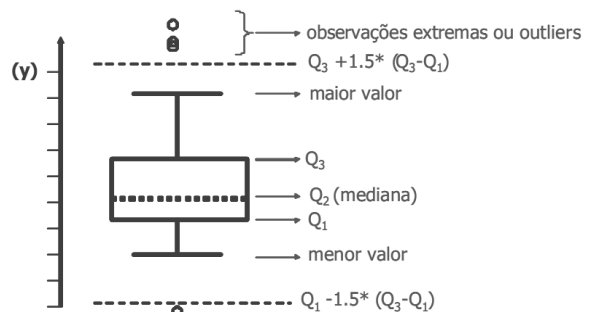 observações extremas ou outliers
(y)
Q3 +1.5* (Q3-Q1)
maior valor
Q3
Q2 (mediana)
Q1
menor valor
Q1 -1.5* (Q3-Q1)